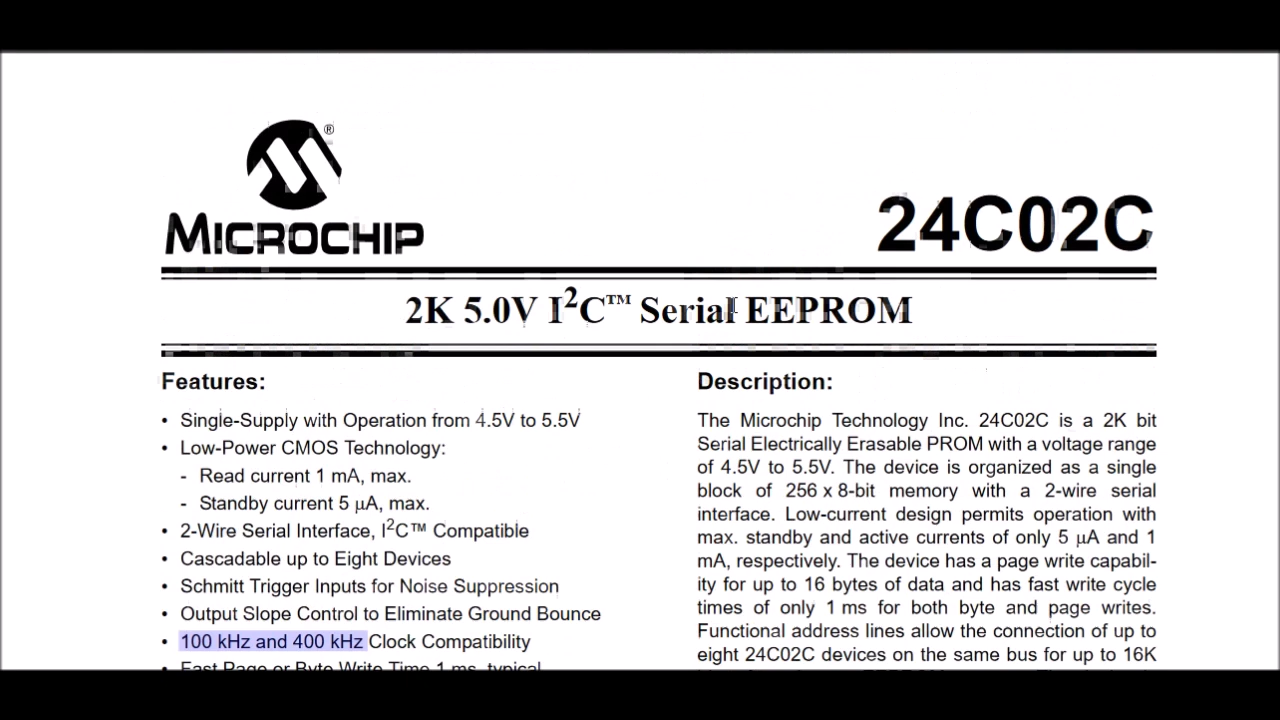 ®
MICROCHIP
24C02C
2K 5.0V I²C™ Serial EEPROM
Features:
• Single-Supply with Operation from 4.5V to 5.5V
• Low-Power CMOS Technology:
- Read current 1 mA, max.
- Standby current 5 μA, max.
• 2-Wire Serial Interface, I²C™ Compatible
• Cascadable up to Eight Devices
• Schmitt Trigger Inputs for Noise Suppression
• Output Slope Control to Eliminate Ground Bounce
• 100 kHz and 400 kHz Clock Compatibility
• Fast Page or Byte Write Time 1 ms, typical
Description:
The Microchip Technology Inc. 24C02C is a 2K bit
Serial Electrically Erasable PROM with a voltage range
of 4.5V to 5.5V. The device is organized as a single
block of 256 x 8-bit memory with a 2-wire serial
interface. Low-current design permits operation with
max. standby and active currents of only 5 μA and 1
mA, respectively. The device has a page write capabil-
ity for up to 16 bytes of data and has fast write cycle
times of only 1 ms for both byte and page writes.
Functional address lines allow the connection of up to
eight 24C02C devices on the same bus for up to 16K